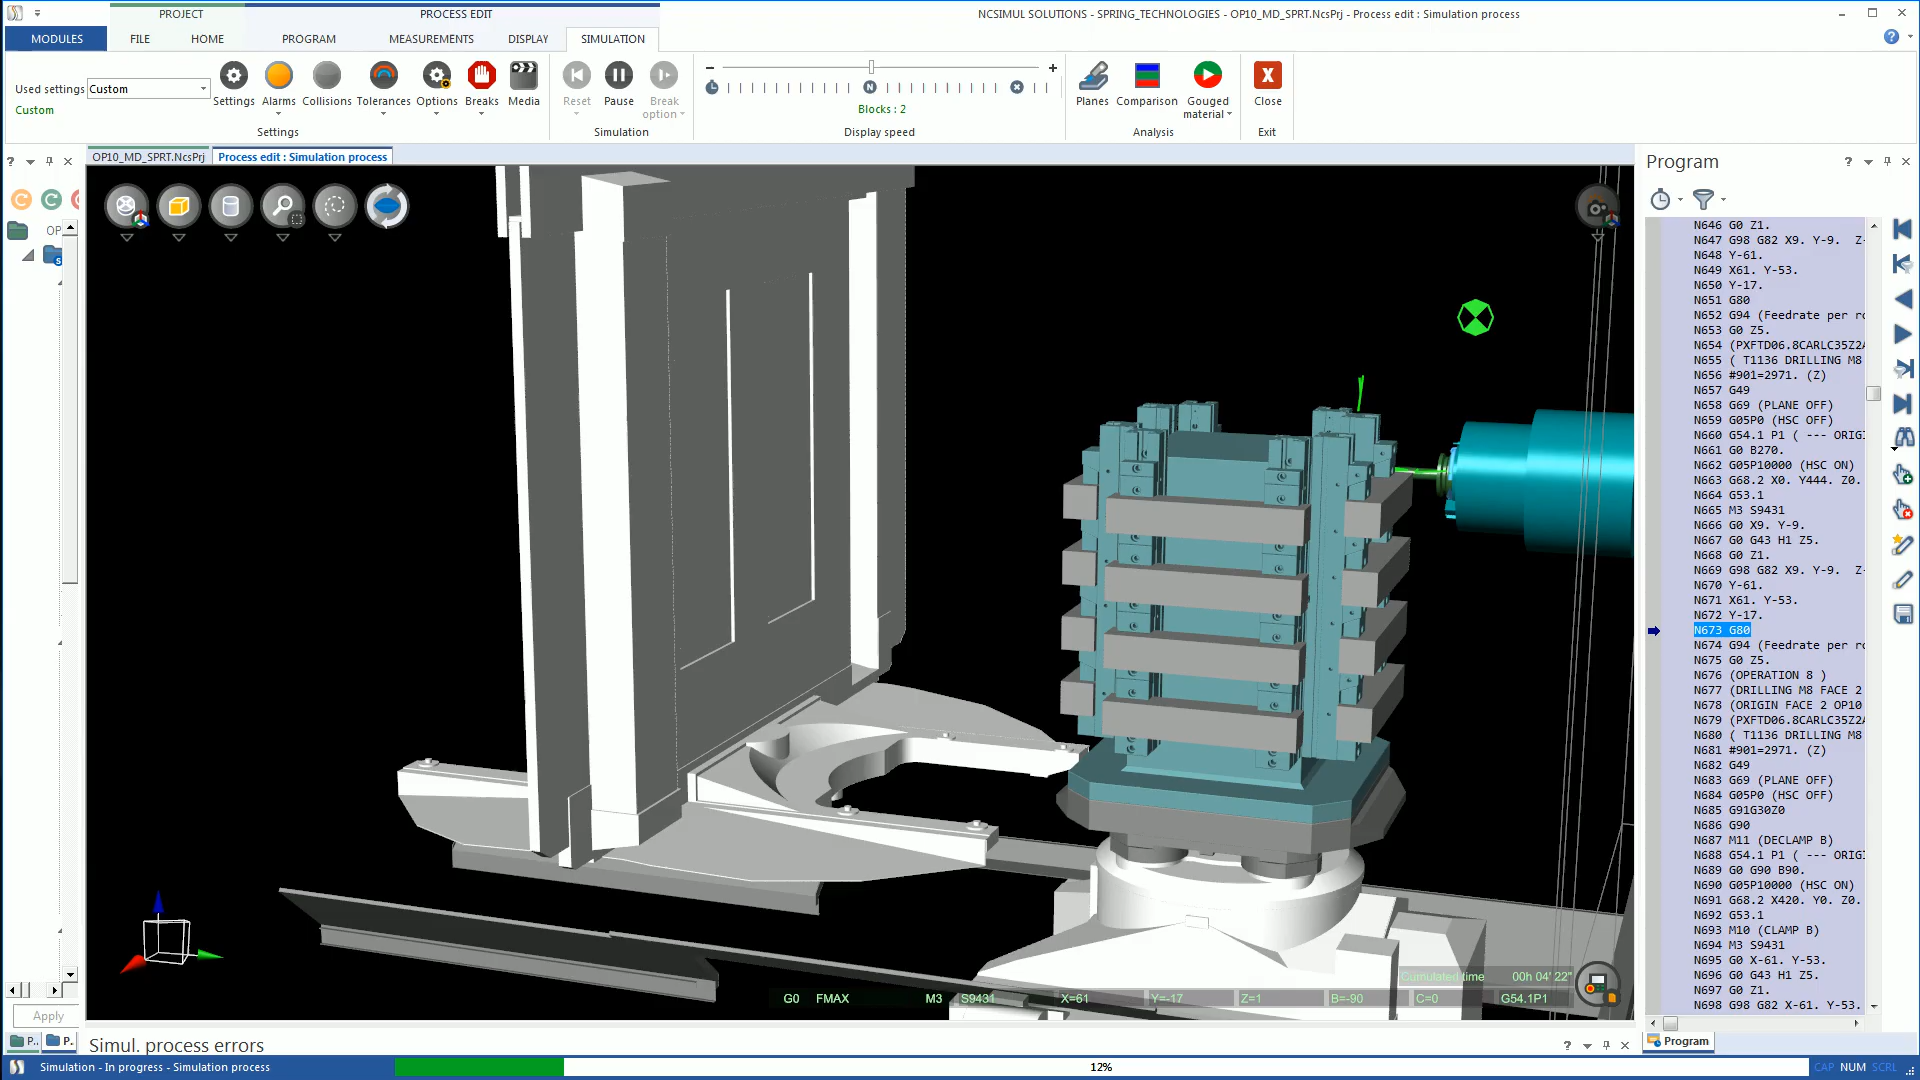 PROJECT
PROCESS EDIT
NCSIMUL SOLUTIONS - SPRING_TECHNOLOGIES - OP10_MD_SPRT.NcsPrj - Process edit : Simulation process
MODULES
FILE
HOME
PROGRAM
MEASUREMENTS
DISPLAY
SIMULATION
Used settings
Custom
Custom
Settings
Alarms
Collisions
Tolerances
Options
Breaks
Media
Settings
Reset
Pause
Break option
Simulation
N
Blocks : 2
Display speed
Planes
Comparison
Gouged material
Analysis
Close
Exit
OP10_MD_SPRT.NcsPrj
Process edit : Simulation process
OP
Apply
P..
P.
Program
N646 G0 Z1.
N647 G98 G82 X9. Y-9. Z-
N648 Y-61.
N649 X61. Y-53.
N650 Y-17.
N651 G80
N652 G94 (Feedrate per ro
N653 G0 Z5.
N654 (PXFTD06.8CARLC35Z2A
N655 ( T1136 DRILLING M8
N656 #901=2971. (Z)
N657 G49
N658 G69 (PLANE OFF)
N659 G05P0 (HSC OFF)
N660 G54.1 P1 ( --- ORIG
N661 G0 B270.
N662 G05P10000 (HSC ON)
N663 G68.2 X0. Y444. Z0.
N664 G53.1
N665 M3 S9431
N666 G0 X9. Y-9.
N667 G0 G43 H1 Z5.
N668 G0 Z1.
N669 G98 G82 X9. Y-9. Z-
N670 Y-61.
N671 X61. Y-53.
N672 Y-17.
N673 G80
N674 G94 (Feedrate per ro
N675 G0 Z5.
N676 (OPERATION 8 )
N677 (DRILLING M8 FACE 2
N678 (ORIGIN FACE 2 OP10
N679 (PXFTD06.8CARLC35Z2A
N680 ( T1136 DRILLING M8
N681 #901=2971. (Z)
N682 G49
N683 G69 (PLANE OFF)
N684 G05P0 (HSC OFF)
N685 G91G30Z0
N686 G90
N687 M11 (DECLAMP B)
N688 G54.1 P1 ( --- ORIG
N689 G0 G90 B90.
N690 G05P10000 (HSC ON)
N691 G68.2 X420. Y0. Z0.
N692 G53.1
N693 M10 (CLAMP B)
N694 M3 S9431
N695 G0 X-61. Y-53.
N696 G0 G43 H1 Z5.
N697 G0 Z1.
N698 G98 G82 X-61. Y-53.
Program
Cumulated time 00h 04' 22"
G0 FMAX M3 S9431 X=61 Y=-17 Z=1 B=-90 C=0 G54.1P1
Simul. process errors
Simulation - In progress - Simulation process
12%
CAP NUM SCRL